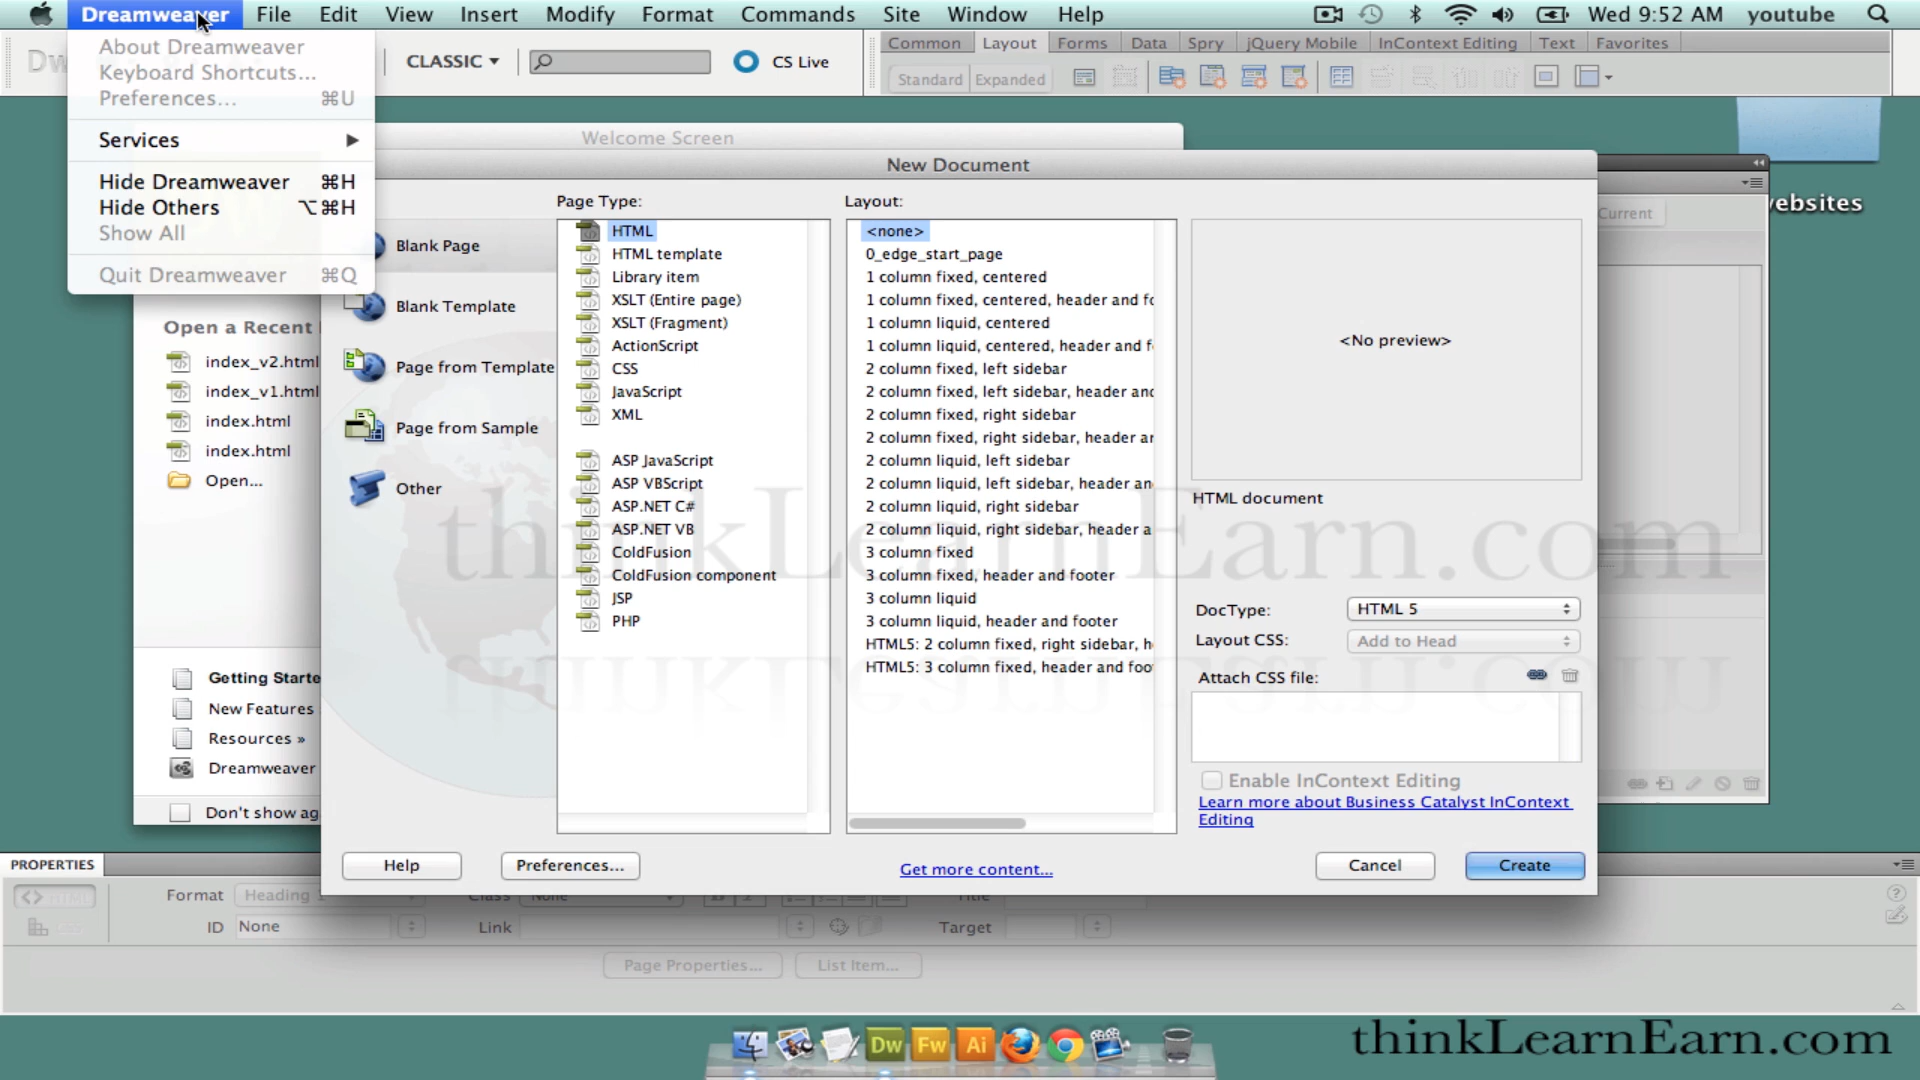 Dreamweaver File Edit View Insert Modify Format Commands Site Window Help Wed 9:52 AM youtube
About Dreamweaver
Keyboard Shortcuts...
Preferences... ⌘U
Services
Hide Dreamweaver ⌘H
Hide Others ⌥⌘H
Show All
Quit Dreamweaver ⌘Q
Dw
CLASSIC
CS Live
Common Layout Forms Data Spry jQuery Mobile InContext Editing Text Favorites
Standard Expanded
Welcome Screen
New Document
websites
Current
Blank Page
Blank Template
Page from Template
Page from Sample
Other
Open a Recent
index_v2.html
index_v1.html
index.html
index.html
Open...
Getting Starte
New Features
Resources »
Dreamweaver
Don't show ag
Page Type:
HTML
HTML template
Library item
XSLT (Entire page)
XSLT (Fragment)
ActionScript
CSS
JavaScript
XML
ASP JavaScript
ASP VBScript
ASP.NET C#
ASP.NET VB
ColdFusion
ColdFusion component
JSP
PHP
Layout:
<none>
0_edge_start_page
1 column fixed, centered
1 column fixed, centered, header and fo
1 column liquid, centered
1 column liquid, centered, header and f
2 column fixed, left sidebar
2 column fixed, left sidebar, header and
2 column fixed, right sidebar
2 column fixed, right sidebar, header ar
2 column liquid, left sidebar
2 column liquid, left sidebar, header an
2 column liquid, right sidebar
2 column liquid, right sidebar, header a
3 column fixed
3 column fixed, header and footer
3 column liquid
3 column liquid, header and footer
HTML5: 2 column fixed, right sidebar, h
HTML5: 3 column fixed, header and foo
<No preview>
HTML document
thinkLearnEarn.com
DocType: HTML 5
Layout CSS: Add to Head
Attach CSS file:
Enable InContext Editing
Learn more about Business Catalyst InContext
Editing
Help Preferences... Get more content... Cancel Create
PROPERTIES
HTML
Format Heading 1 Class None Title
ID None Link Target
Page Properties... List Item...
Dw Fw Ai
thinkLearnEarn.com